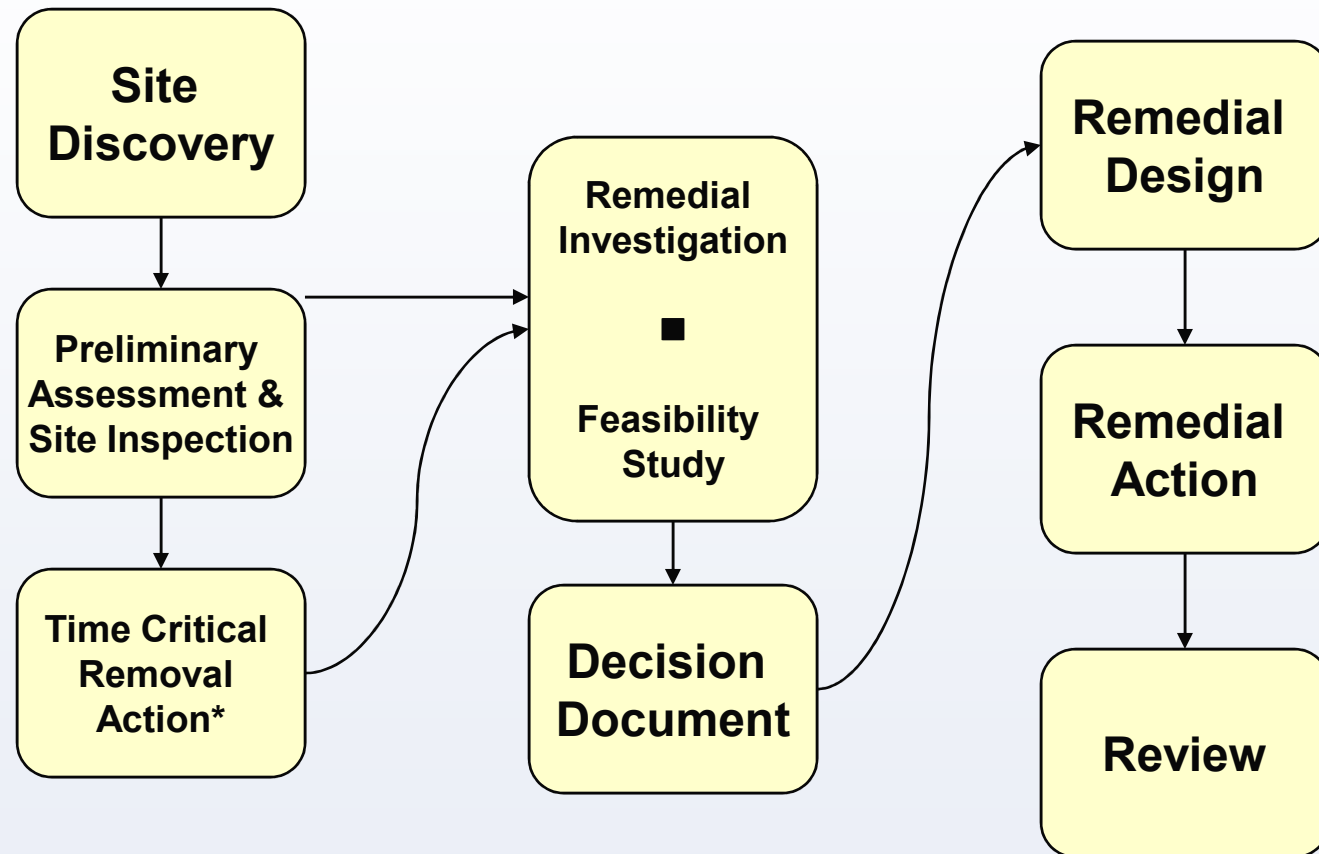 Site
Discovery
Preliminary
Assessment &
Site Inspection
Time Critical
Removal
Action*
Remedial
Investigation
■
Feasibility
Study
Decision
Document
Remedial
Design
Remedial
Action
Review